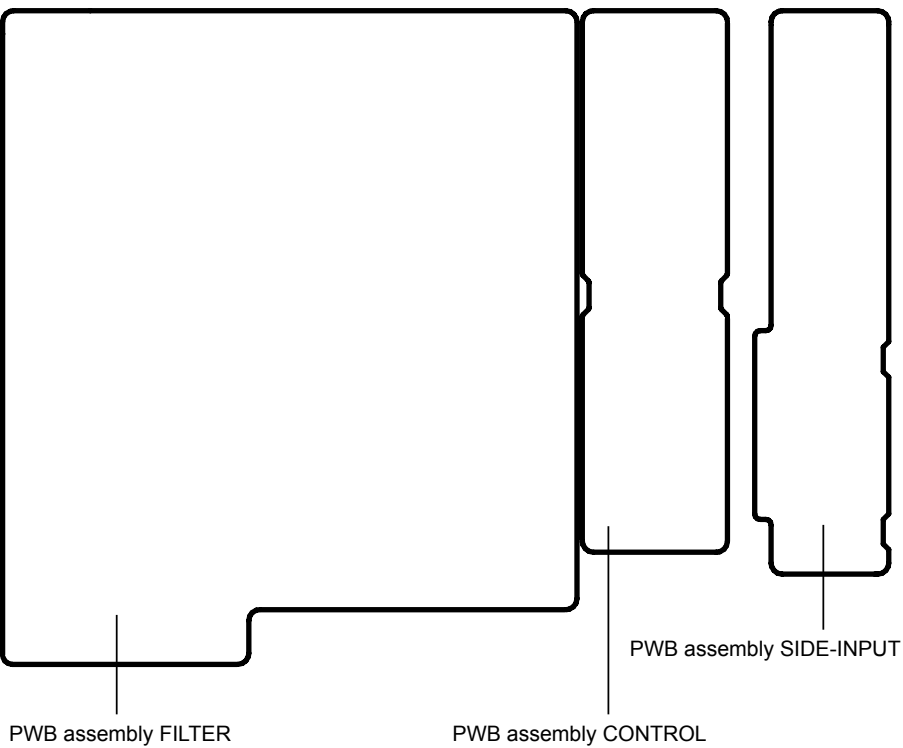 PWB assembly SIDE-INPUT
PWB assembly FILTER
PWB assembly CONTROL